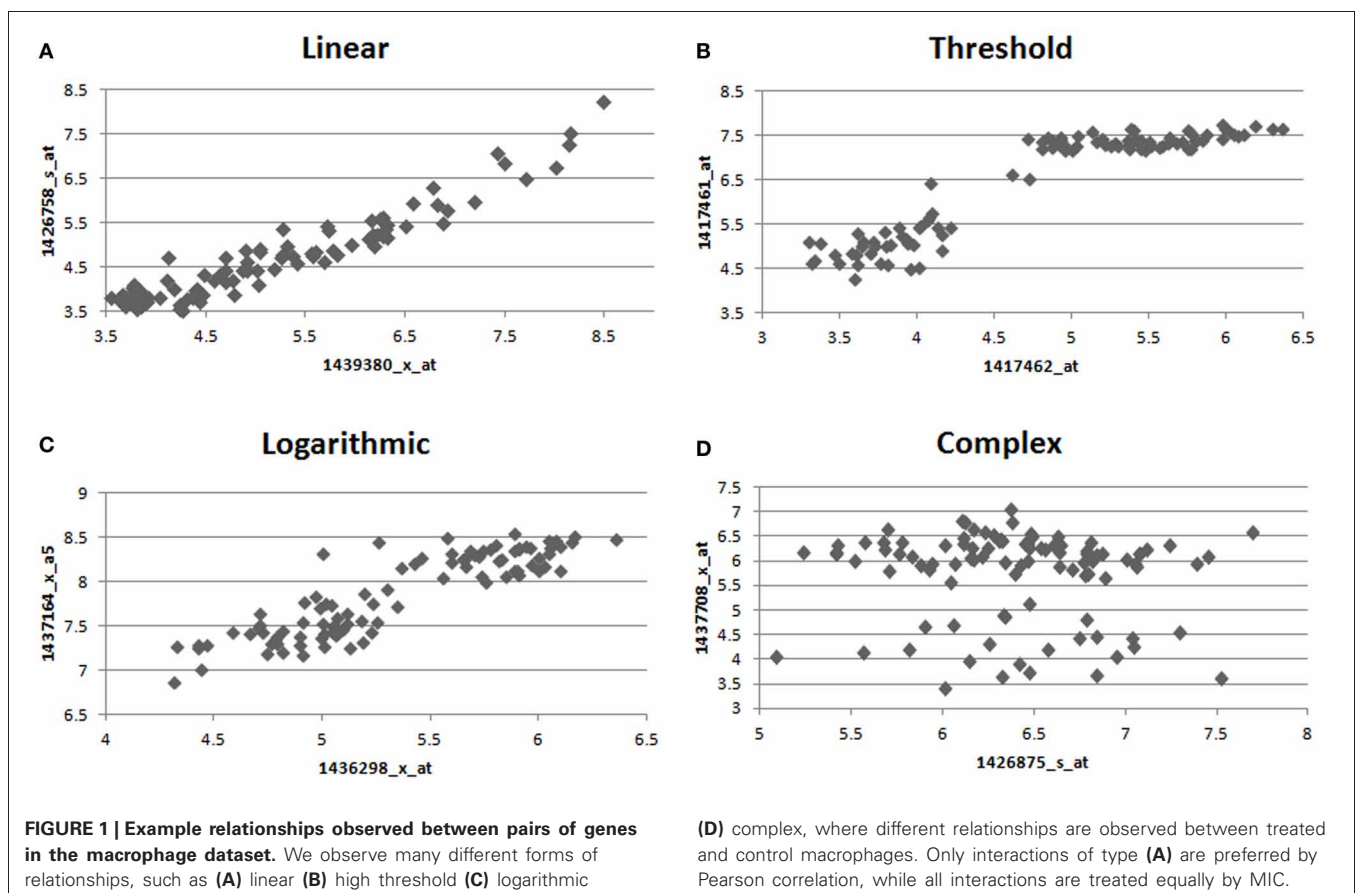 A
Linear
8.5
7.5
6.5
5.5
4.5
3.5
3.5 4.5 5.5 6.5 7.5 8.5
1426758_s_at
1439380_x_at
B
Threshold
8.5
7.5
6.5
5.5
4.5
3.5
3 3.5 4 4.5 5 5.5 6 6.5
1417461_at
1417462_at
C
Logarithmic
9
8.5
8
7.5
7
6.5
4 4.5 5 5.5 6 6.5
1437164_x_a5
1436298_x_at
D
Complex
7.5
7
6.5
6
5.5
5
4.5
4
3.5
3
5 5.5 6 6.5 7 7.5 8
1437708_x_at
1426875_s_at
FIGURE 1 | Example relationships observed between pairs of genes
in the macrophage dataset. We observe many different forms of
relationships, such as (A) linear (B) high threshold (C) logarithmic
(D) complex, where different relationships are observed between treated
and control macrophages. Only interactions of type (A) are preferred by
Pearson correlation, while all interactions are treated equally by MIC.